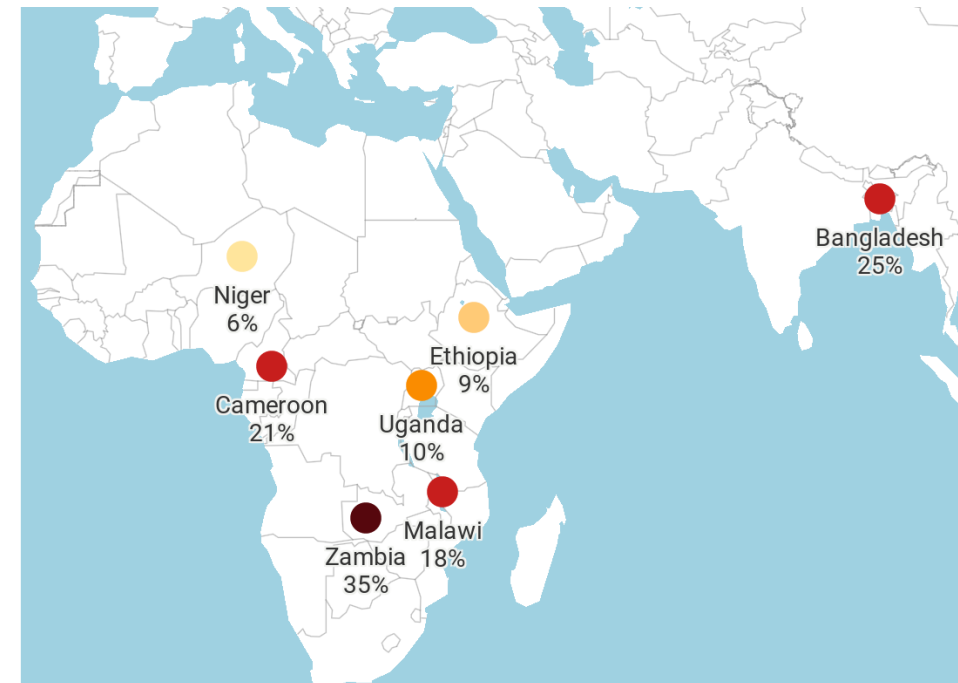 Bangladesh
25%
Niger
6%
Ethiopia
9%
Cameroon
21%
Uganda
10%
Malawi
18%
Zambia
35%